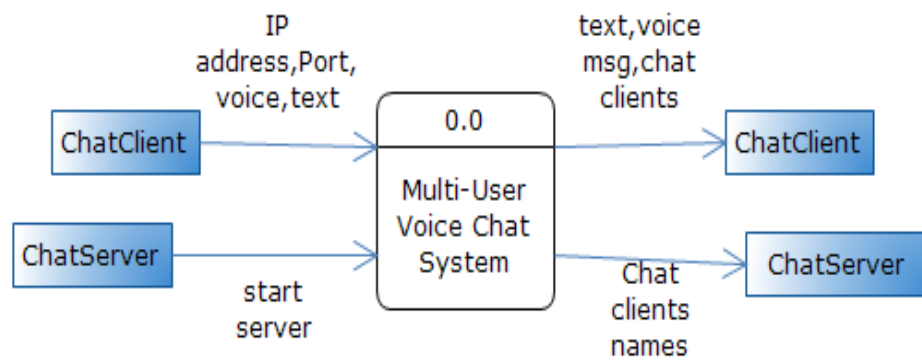 IP
address,Port,
voice,text
text,voice
msg,chat
clients
ChatClient
0.0
ChatClient
Multi-User
Voice Chat
System
ChatServer
ChatServer
start
server
Chat
clients
names